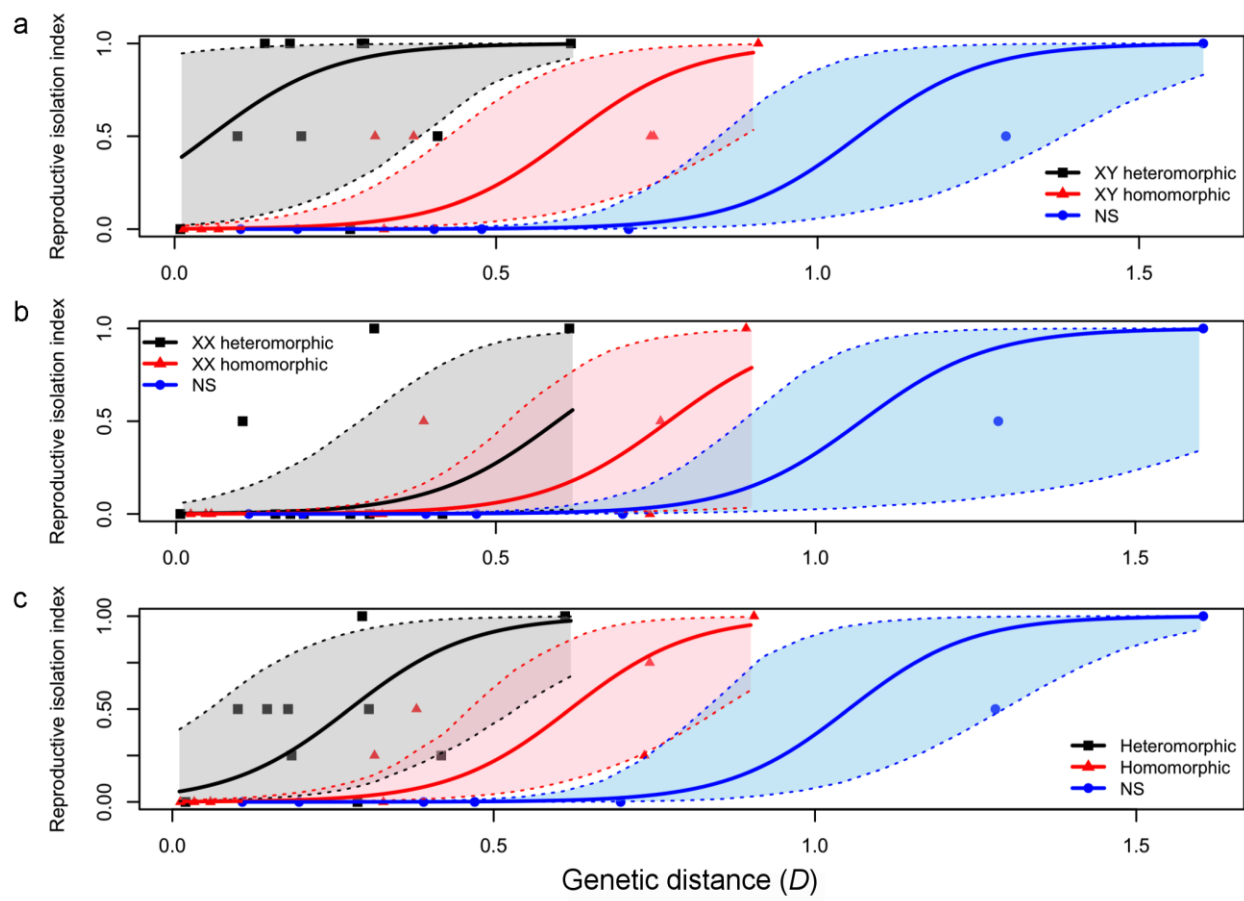 a
Reproductive isolation index
1.0
0.5
0.0
XY heteromorphic
XY homomorphic
NS
0.0 0.5 1.0 1.5
b
Reproductive isolation index
1.0
0.5
0.0
XX heteromorphic
XX homomorphic
NS
0.0 0.5 1.0 1.5
c
Reproductive isolation index
1.00
0.50
0.00
Heteromorphic
Homomorphic
NS
0.0 0.5 1.0 1.5
Genetic distance (D)